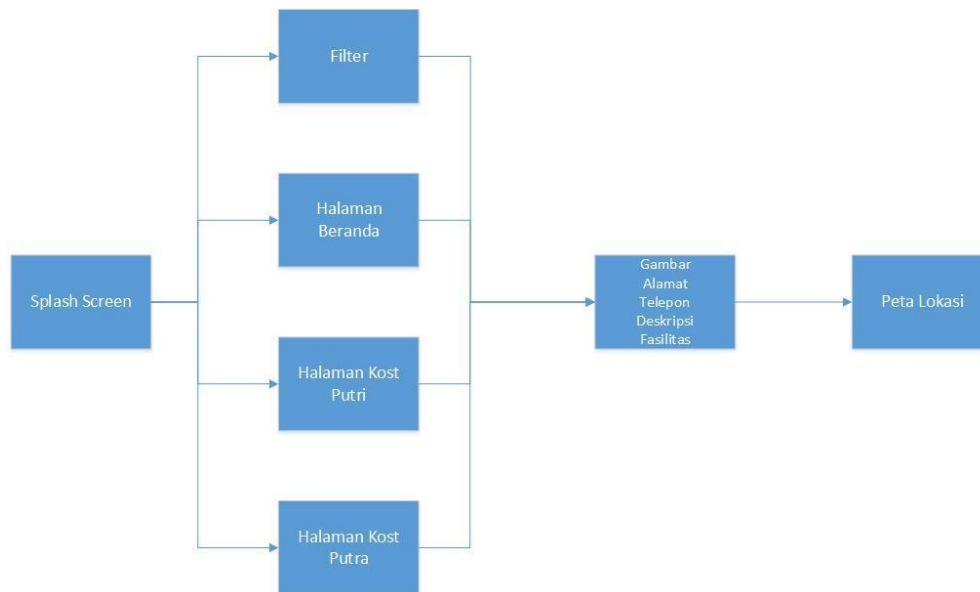 Splash Screen
Filter
Halaman
Beranda
Halaman Kost
Putri
Halaman Kost
Putra
Gambar
Alamat
Telepon
Deskripsi
Fasilitas
Peta Lokasi